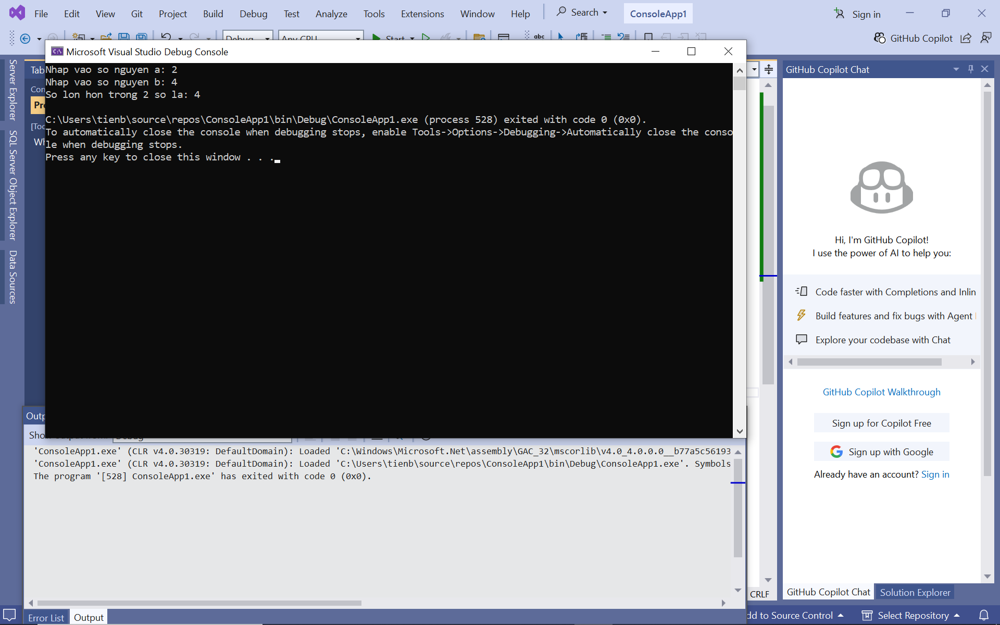 File Edit View Git Project Build Debug Test Analyze Tools Extensions Window Help Search ConsoleApp1 Sign in
Debug Any CPU Start abc GitHub Copilot
Microsoft Visual Studio Debug Console
Nhap vao so nguyen a: 2
Nhap vao so nguyen b: 4
So lon hon trong 2 so la: 4
C:\Users\tienb\source\repos\ConsoleApp1\bin\Debug\ConsoleApp1.exe (process 528) exited with code 0 (0x0).
To automatically close the console when debugging stops, enable Tools->Options->Debugging->Automatically close the conso
le when debugging stops.
Press any key to close this window . . .
Server Explorer
SQL Server Object Explorer
Data Sources
Tab
Con
Pro
[Too
GitHub Copilot Chat
Hi, I'm GitHub Copilot!
I use the power of AI to help you:
Code faster with Completions and Inlin
Build features and fix bugs with Agent
Explore your codebase with Chat
GitHub Copilot Walkthrough
Sign up for Copilot Free
Sign up with Google
Already have an account? Sign in
GitHub Copilot Chat Solution Explorer
Outp
Debug
'ConsoleApp1.exe' (CLR v4.0.30319: DefaultDomain): Loaded 'C:\Windows\Microsoft.Net\assembly\GAC_32\mscorlib\v4.0_4.0.0.0__b77a5c56193
'ConsoleApp1.exe' (CLR v4.0.30319: DefaultDomain): Loaded 'C:\Users\tienb\source\repos\ConsoleApp1\bin\Debug\ConsoleApp1.exe'. Symbols
The program '[528] ConsoleApp1.exe' has exited with code 0 (0x0).
CRLF
Error List Output
dd to Source Control Select Repository